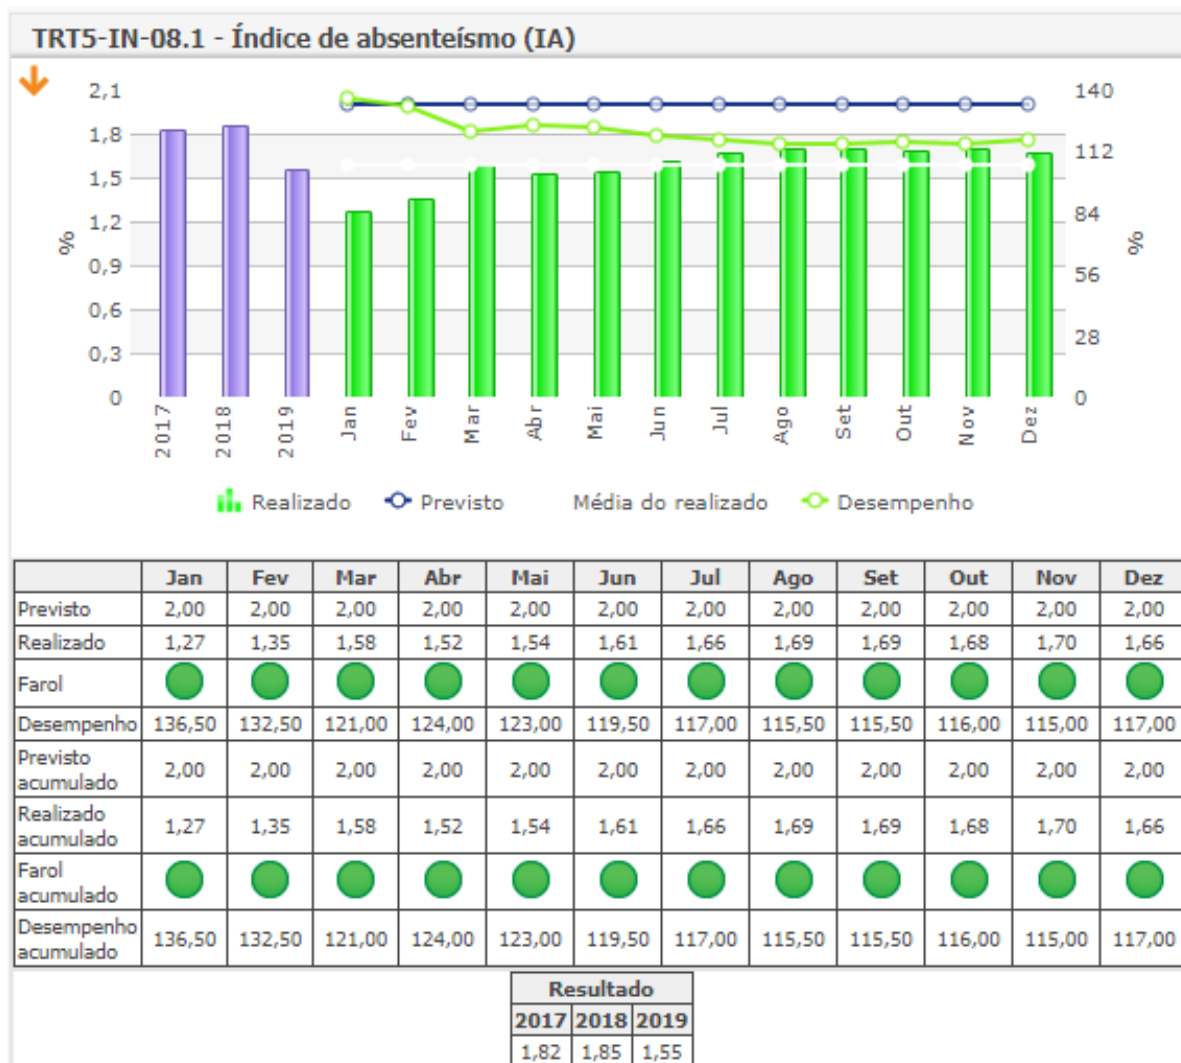 TRT5-IN-08.1 - Índice de absenteísmo (IA)
2,1 140
1,8
1,5 112
1,2 84
0,9
0,6 56
0,3 28
0 0
% %
2017 2018 2019 Jan Fev Mar Abr Mai Jun Jul Ago Set Out Nov Dez
Realizado Previsto Média do realizado Desempenho
Jan Fev Mar Abr Mai Jun Jul Ago Set Out Nov Dez
Previsto 2,00 2,00 2,00 2,00 2,00 2,00 2,00 2,00 2,00 2,00 2,00 2,00
Realizado 1,27 1,35 1,58 1,52 1,54 1,61 1,66 1,69 1,69 1,68 1,70 1,66
Farol
Desempenho 136,50 132,50 121,00 124,00 123,00 119,50 117,00 115,50 115,50 116,00 115,00 117,00
Previsto
acumulado 2,00 2,00 2,00 2,00 2,00 2,00 2,00 2,00 2,00 2,00 2,00 2,00
Realizado
acumulado 1,27 1,35 1,58 1,52 1,54 1,61 1,66 1,69 1,69 1,68 1,70 1,66
Farol
acumulado
Desempenho
acumulado 136,50 132,50 121,00 124,00 123,00 119,50 117,00 115,50 115,50 116,00 115,00 117,00
Resultado
2017 2018 2019
1,82 1,85 1,55